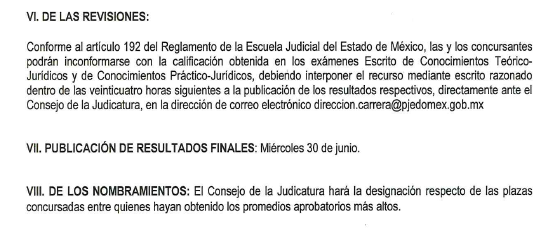 VI. DE LAS REVISIONES:
Conforme al artículo 192 del Reglamento de la Escuela Judicial del Estado de México, las y los concursantes
podrán inconformarse con la calificación obtenida en los exámenes Escrito de Conocimientos Teórico-
Jurídicos y de Conocimientos Práctico-Jurídicos, debiendo interponer el recurso mediante escrito razonado
dentro de las veinticuatro horas siguientes a la publicación de los resultados respectivos, directamente ante el
Consejo de la Judicatura, en la dirección de correo electrónico direccion.carrera@pjedomex.gob.mx
VII. PUBLICACIÓN DE RESULTADOS FINALES: Miércoles 30 de junio.
VIII. DE LOS NOMBRAMIENTOS: El Consejo de la Judicatura hará la designación respecto de las plazas
concursadas entre quienes hayan obtenido los promedios aprobatorios más altos.